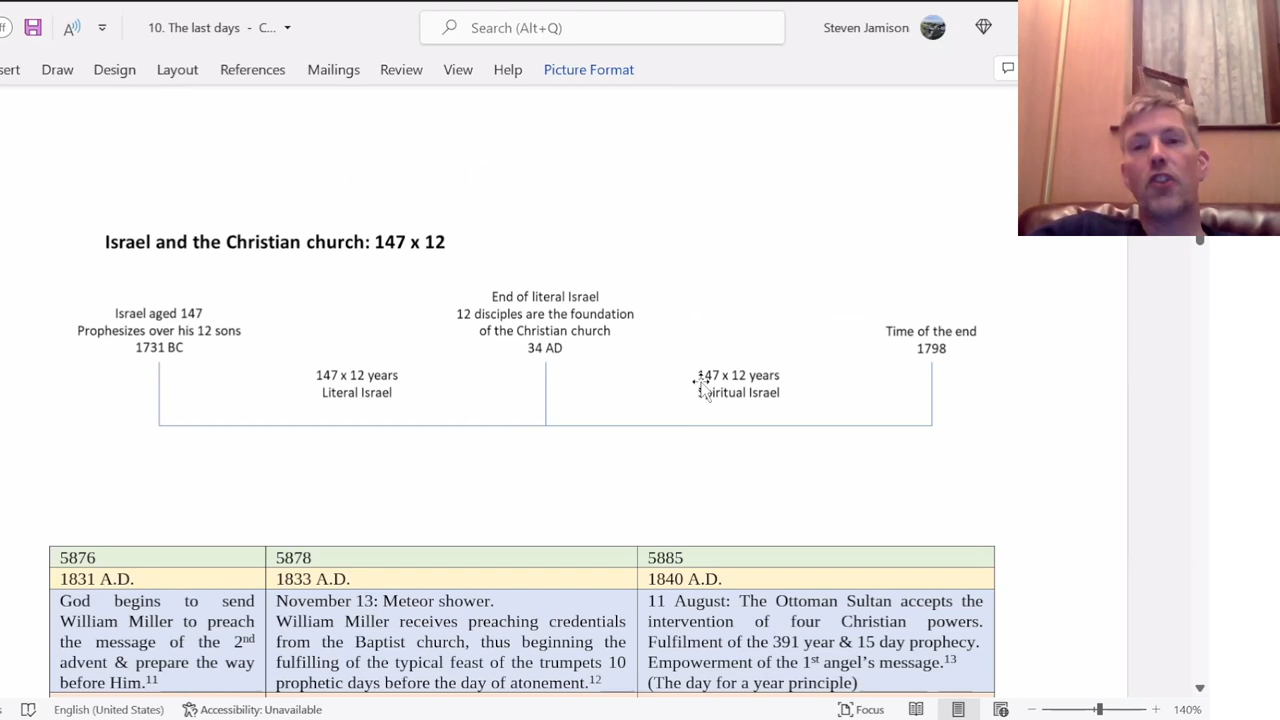 ff
10. The last days - C...
Search (Alt+Q)
Steven Jamison
sert Draw Design Layout References Mailings Review View Help Picture Format
Israel and the Christian church: 147 x 12
Israel aged 147
Prophesizes over his 12 sons
1731 BC
End of literal Israel
12 disciples are the foundation
of the Christian church
34 AD
Time of the end
1798
147 x 12 years
Literal Israel
147 x 12 years
Spiritual Israel
5876 5878 5885
1831 A.D. 1833 A.D. 1840 A.D.
God begins to send
William Miller to preach
the message of the 2nd
advent & prepare the way
before Him.11
November 13: Meteor shower.
William Miller receives preaching credentials
from the Baptist church, thus beginning the
fulfilling of the typical feast of the trumpets 10
prophetic days before the day of atonement.12
11 August: The Ottoman Sultan accepts the
intervention of four Christian powers.
Fulfilment of the 391 year & 15 day prophecy.
Empowerment of the 1st angel's message.13
(The day for a year principle)
s English (United States) Accessibility: Unavailable Focus 140%